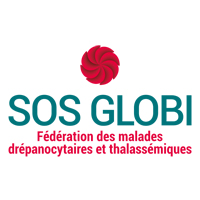 SOS GLOBI
Fédération des malades
drépanocytaires et thalassémiques